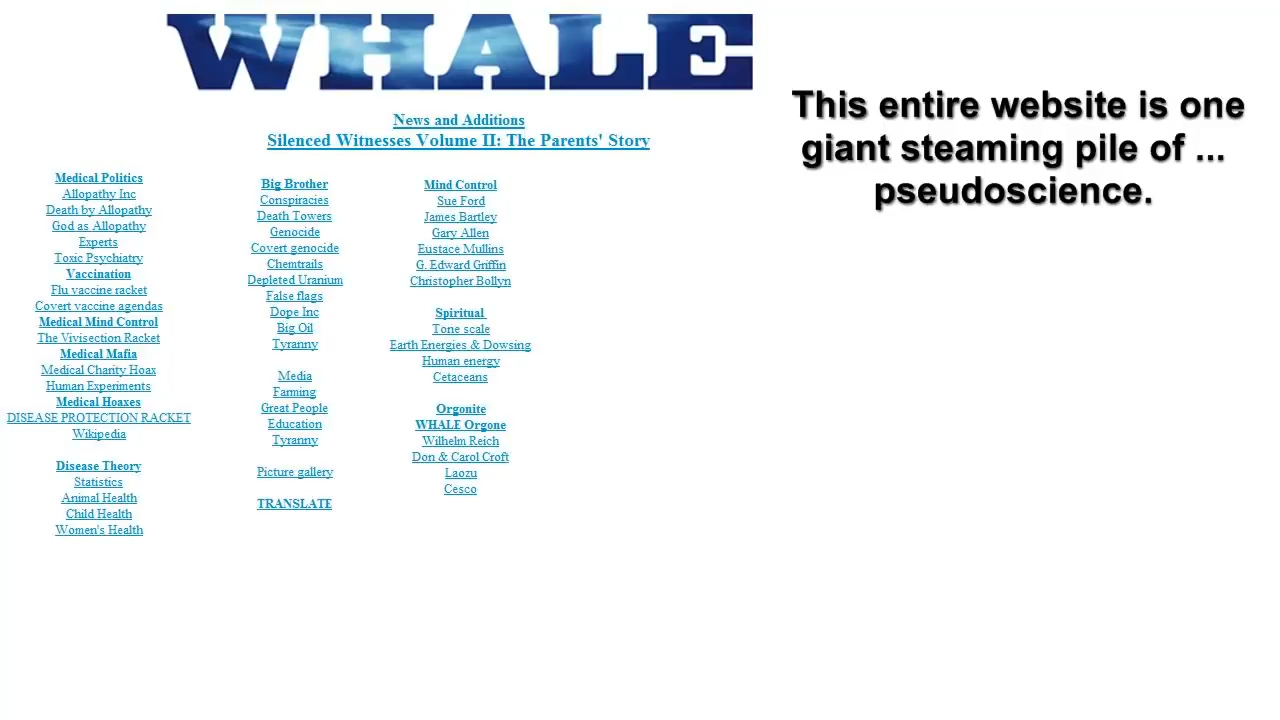 WHALE
This entire website is one
giant steaming pile of ...
pseudoscience.
News and Additions
Silenced Witnesses Volume II: The Parents' Story
Medical Politics
Allopathy Inc
Death by Allopathy
God as Allopathy
Experts
Toxic Psychiatry
Vaccination
Flu vaccine racket
Covert vaccine agendas
Medical Mind Control
The Vivisection Racket
Medical Mafia
Medical Charity Hoax
Human Experiments
Medical Hoaxes
DISEASE PROTECTION RACKET
Wikipedia
Disease Theory
Statistics
Animal Health
Child Health
Women's Health
Big Brother
Conspiracies
Death Towers
Genocide
Covert genocide
Chemtrails
Depleted Uranium
False flags
Dope Inc
Big Oil
Tyranny
Media
Farming
Great People
Education
Tyranny
Picture gallery
TRANSLATE
Mind Control
Sue Ford
James Bartley
Gary Allen
Eustace Mullins
G. Edward Griffin
Christopher Bollyn
Spiritual
Tone scale
Earth Energies & Dowsing
Human energy
Cetaceans
Orgonite
WHALE Orgone
Wilhelm Reich
Don & Carol Croft
Laozu
Cesco